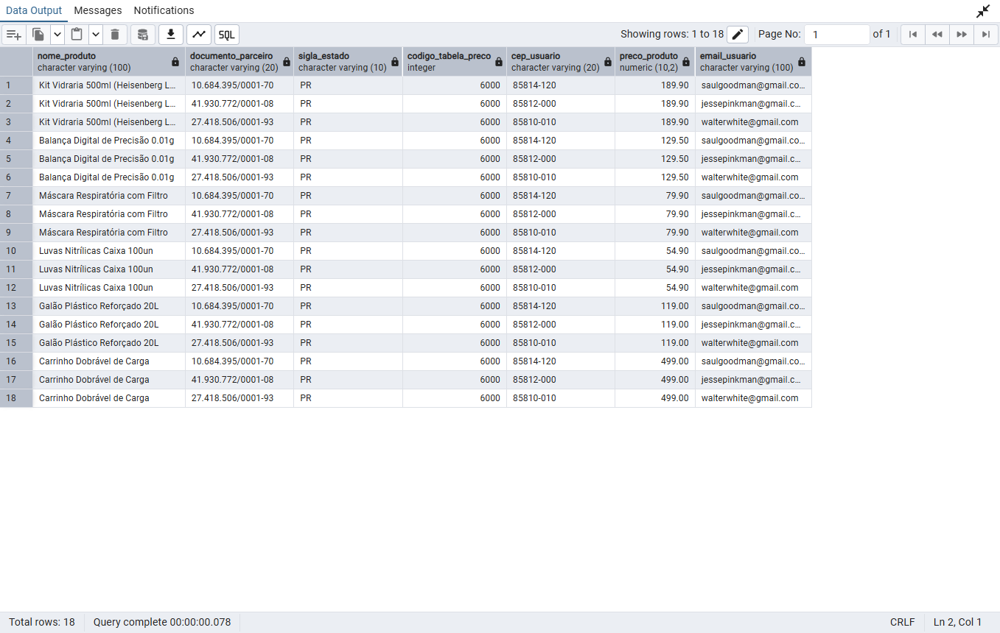 Data Output Messages Notifications
SQL Showing rows: 1 to 18 Page No: 1 of 1
nome_produto documento_parceiro sigla_estado codigo_tabela_preco cep_usuario preco_produto email_usuario
character varying (100) character varying (20) character varying (10) integer character varying (20) numeric (10,2) character varying (100)
1 Kit Vidraria 500ml (Heisenberg L... 10.684.395/0001-70 PR 6000 85814-120 189.90 saulgoodman@gmail.co...
2 Kit Vidraria 500ml (Heisenberg L... 41.930.772/0001-08 PR 6000 85812-000 189.90 jessepinkman@gmail.c...
3 Kit Vidraria 500ml (Heisenberg L... 27.418.506/0001-93 PR 6000 85810-010 189.90 walterwhite@gmail.com
4 Balança Digital de Precisão 0.01g 10.684.395/0001-70 PR 6000 85814-120 129.50 saulgoodman@gmail.co...
5 Balança Digital de Precisão 0.01g 41.930.772/0001-08 PR 6000 85812-000 129.50 jessepinkman@gmail.c...
6 Balança Digital de Precisão 0.01g 27.418.506/0001-93 PR 6000 85810-010 129.50 walterwhite@gmail.com
7 Máscara Respiratória com Filtro 10.684.395/0001-70 PR 6000 85814-120 79.90 saulgoodman@gmail.co...
8 Máscara Respiratória com Filtro 41.930.772/0001-08 PR 6000 85812-000 79.90 jessepinkman@gmail.c...
9 Máscara Respiratória com Filtro 27.418.506/0001-93 PR 6000 85810-010 79.90 walterwhite@gmail.com
10 Luvas Nitrílicas Caixa 100un 10.684.395/0001-70 PR 6000 85814-120 54.90 saulgoodman@gmail.co...
11 Luvas Nitrílicas Caixa 100un 41.930.772/0001-08 PR 6000 85812-000 54.90 jessepinkman@gmail.c...
12 Luvas Nitrílicas Caixa 100un 27.418.506/0001-93 PR 6000 85810-010 54.90 walterwhite@gmail.com
13 Galão Plástico Reforçado 20L 10.684.395/0001-70 PR 6000 85814-120 119.00 saulgoodman@gmail.co...
14 Galão Plástico Reforçado 20L 41.930.772/0001-08 PR 6000 85812-000 119.00 jessepinkman@gmail.c...
15 Galão Plástico Reforçado 20L 27.418.506/0001-93 PR 6000 85810-010 119.00 walterwhite@gmail.com
16 Carrinho Dobrável de Carga 10.684.395/0001-70 PR 6000 85814-120 499.00 saulgoodman@gmail.co...
17 Carrinho Dobrável de Carga 41.930.772/0001-08 PR 6000 85812-000 499.00 jessepinkman@gmail.c...
18 Carrinho Dobrável de Carga 27.418.506/0001-93 PR 6000 85810-010 499.00 walterwhite@gmail.com
Total rows: 18 Query complete 00:00:00.078 CRLF Ln 2, Col 1